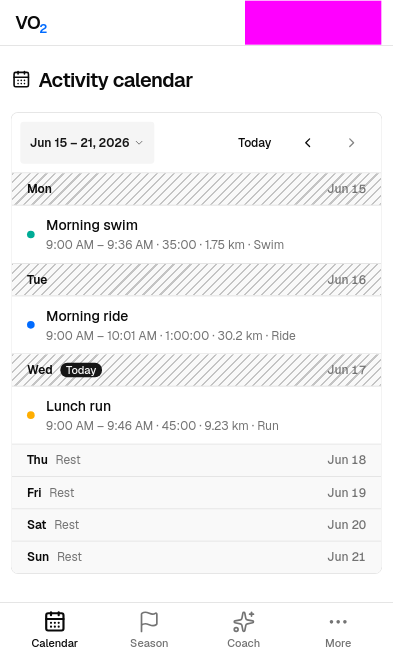 VO2
Activity calendar
Jun 15 – 21, 2026
Today
Mon Jun 15
Morning swim
9:00 AM – 9:36 AM · 35:00 · 1.75 km · Swim
Tue Jun 16
Morning ride
9:00 AM – 10:01 AM · 1:00:00 · 30.2 km · Ride
Wed Today Jun 17
Lunch run
9:00 AM – 9:46 AM · 45:00 · 9.23 km · Run
Thu Rest Jun 18
Fri Rest Jun 19
Sat Rest Jun 20
Sun Rest Jun 21
Calendar Season Coach More